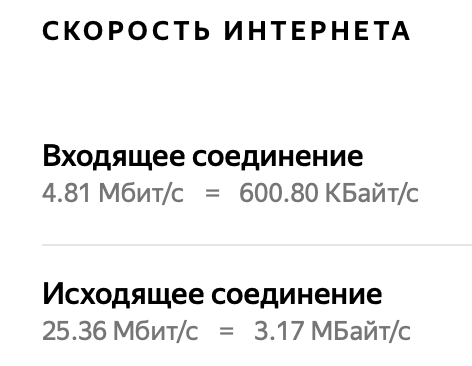 СКОРОСТЬ ИНТЕРНЕТА
Входящее соединение
4.81 Мбит/с = 600.80 КБайт/с
Исходящее соединение
25.36 Мбит/с = 3.17 МБайт/с